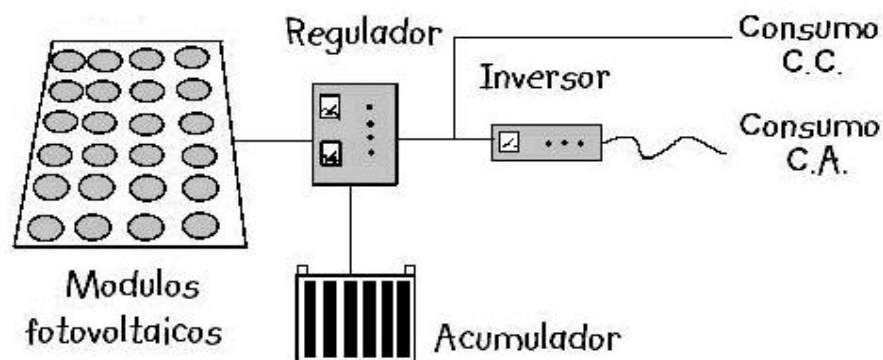 Regulador
Consumo
C.C.
Inversor
Consumo
C.A.
Modulos
fotovoltaicos
Acumulador